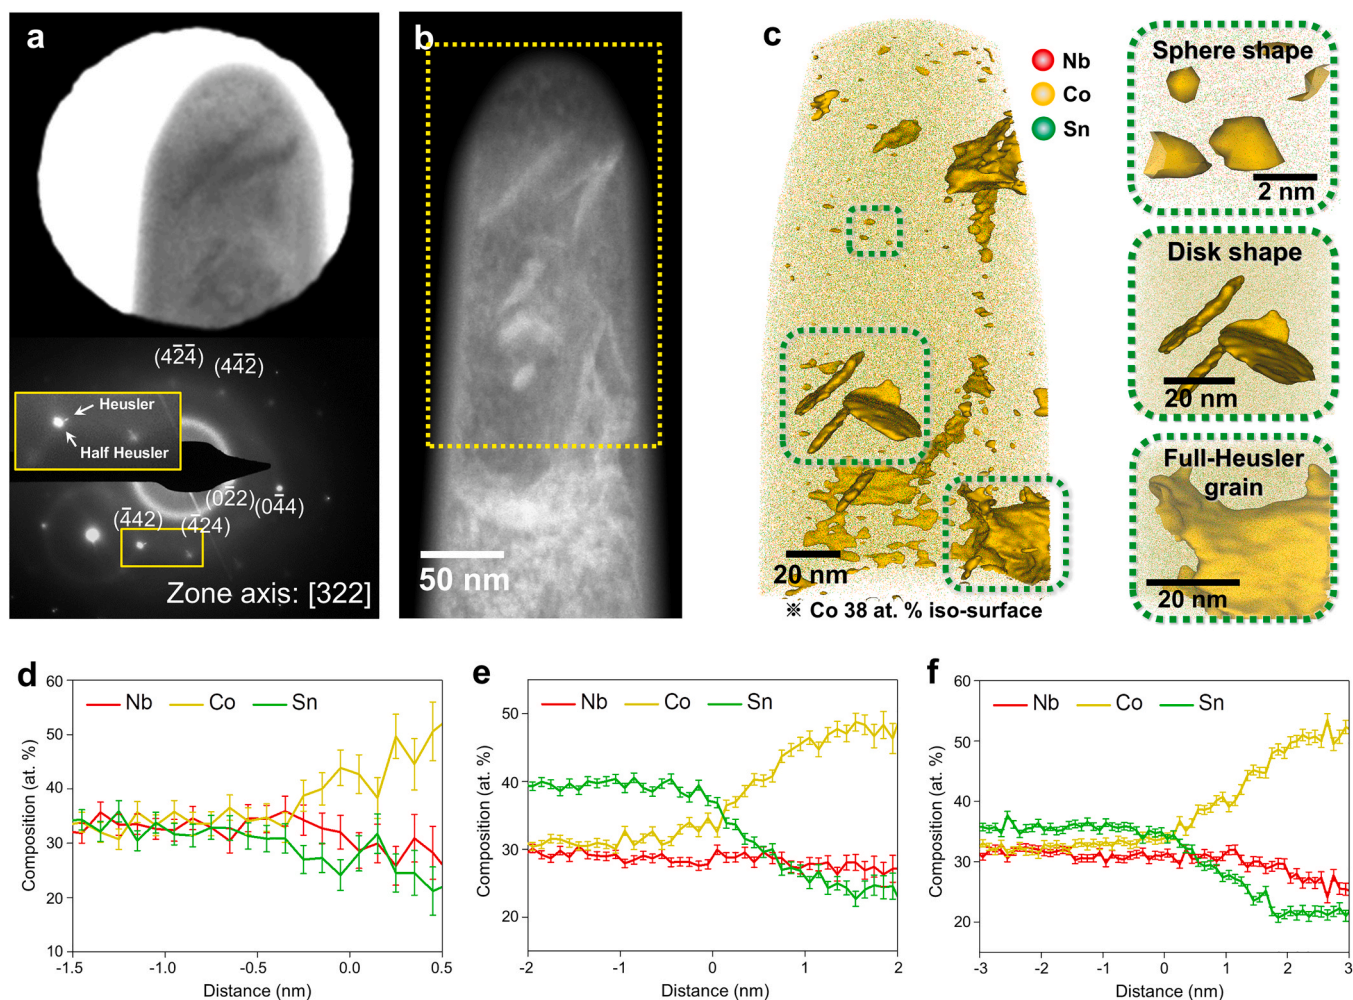 a
(42̄4̄)
(44̄2̄)
Heusler
Half Heusler
(02̄2̄)
(04̄4̄)
(4̄42)
(4̄24)
Zone axis: [322]
b
50 nm
c
Nb
Co
Sn
20 nm
※ Co 38 at. % iso-surface
Sphere shape
2 nm
Disk shape
20 nm
Full-Heusler
grain
20 nm
d
Nb Co Sn
Composition (at. %)
60
50
40
30
20
10
-1.5 -1.0 -0.5 0.0 0.5
Distance (nm)
e
Nb Co Sn
Composition (at. %)
50
40
30
20
-2 -1 0 1 2
Distance (nm)
f
Nb Co Sn
Composition (at. %)
60
50
40
30
20
-3 -2 -1 0 1 2 3
Distance (nm)